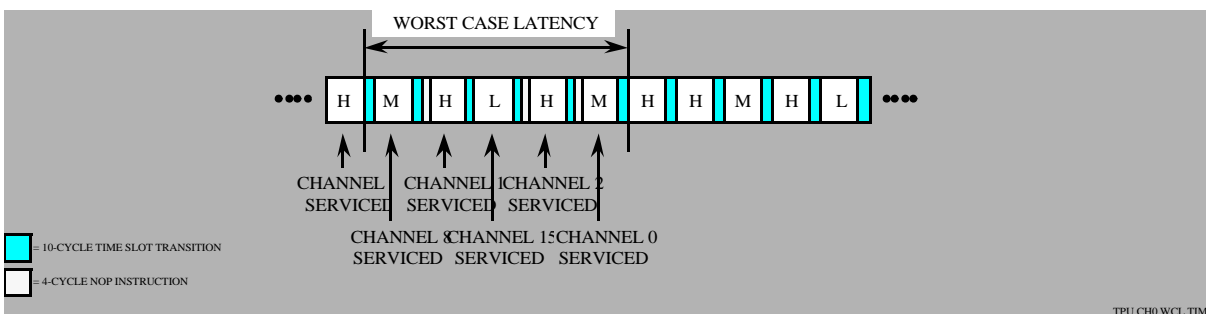 WORST CASE LATENCY
H M H L H M H H M H L
CHANNEL
SERVICED
CHANNEL 1
SERVICED
CHANNEL 2
SERVICED
CHANNEL 8
SERVICED
CHANNEL 15
SERVICED
CHANNEL 0
SERVICED
= 10-CYCLE TIME SLOT TRANSITION
= 4-CYCLE NOP INSTRUCTION
TPU CH0 WCL TIM